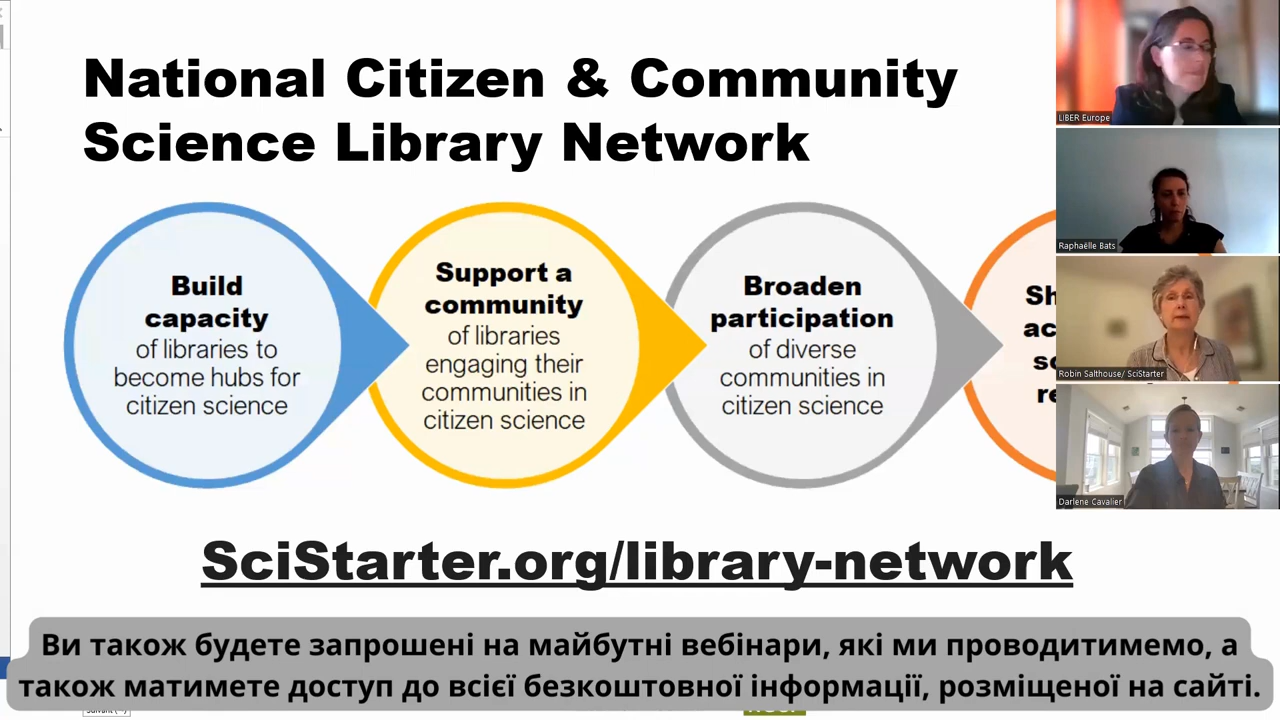 National Citizen & Community
Science Library Network
Build
capacity
of libraries to
become hubs for
citizen science
Support a
community
of libraries
engaging their
communities in
citizen science
Broaden
participation
of diverse
communities in
citizen science
SciStarter.org/library-network
LIBER Europe
Raphaëlle Bats
Robin Salthouse/ SciStarter
Darlene Cavalier
Ви також будете запрошені на майбутні вебінари, які ми проводитимемо, а
також матимете доступ до всієї безкоштовної інформації, розміщеної на сайті.